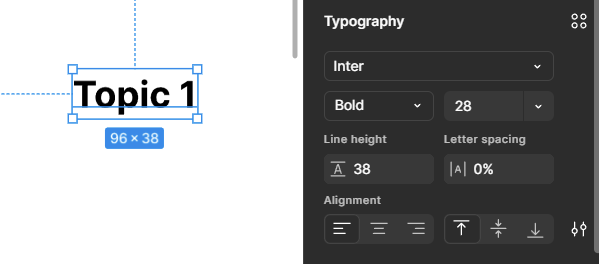 Topic 1
96 × 38
Typography
Inter
Bold
28
Line height
Letter spacing
38
0%
Alignment